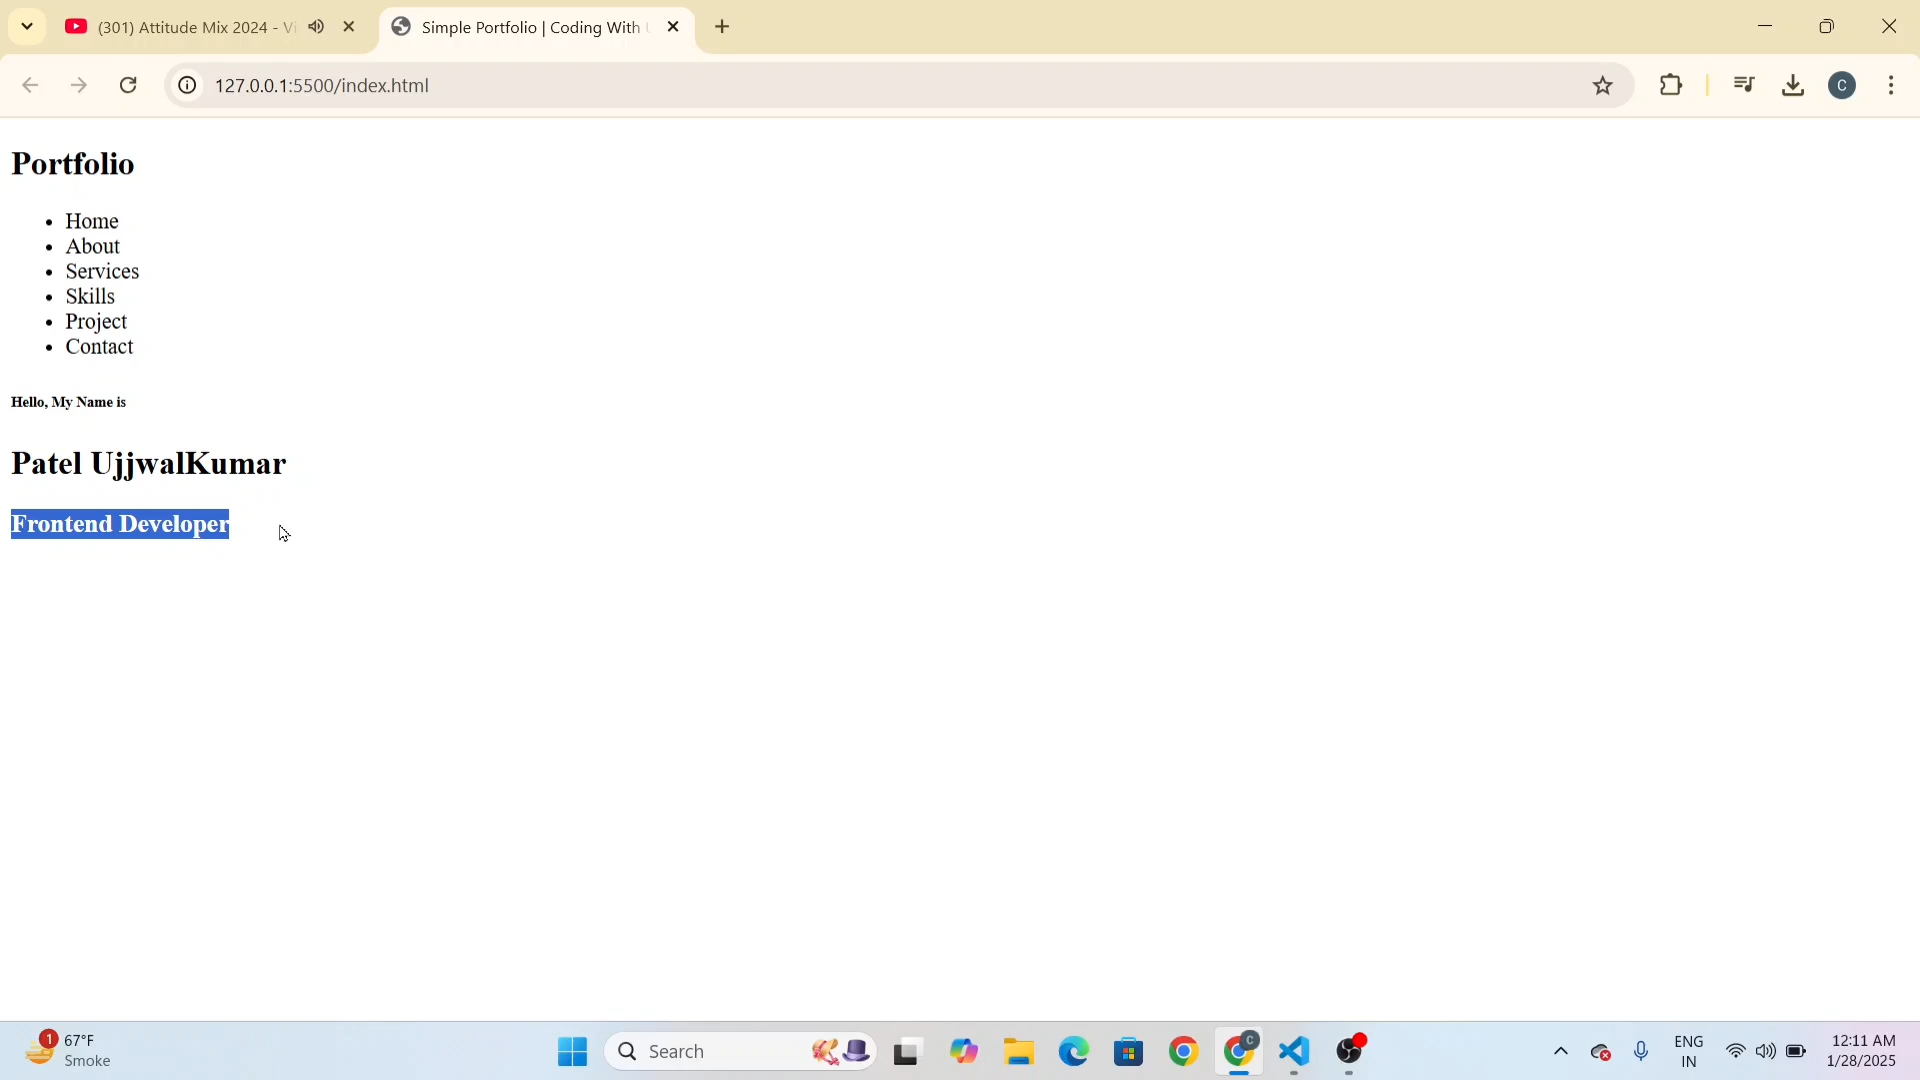 (301) Attitude Mix 2024 - Vi
Simple Portfolio | Coding With
127.0.0.1:5500/index.html
C
Portfolio
Home
About
Services
Skills
Project
Contact
Hello, My Name is
Patel UjjwalKumar
Frontend Developer
1
67°F
Smoke
Search
C
ENG
IN
12:11 AM
1/28/2025